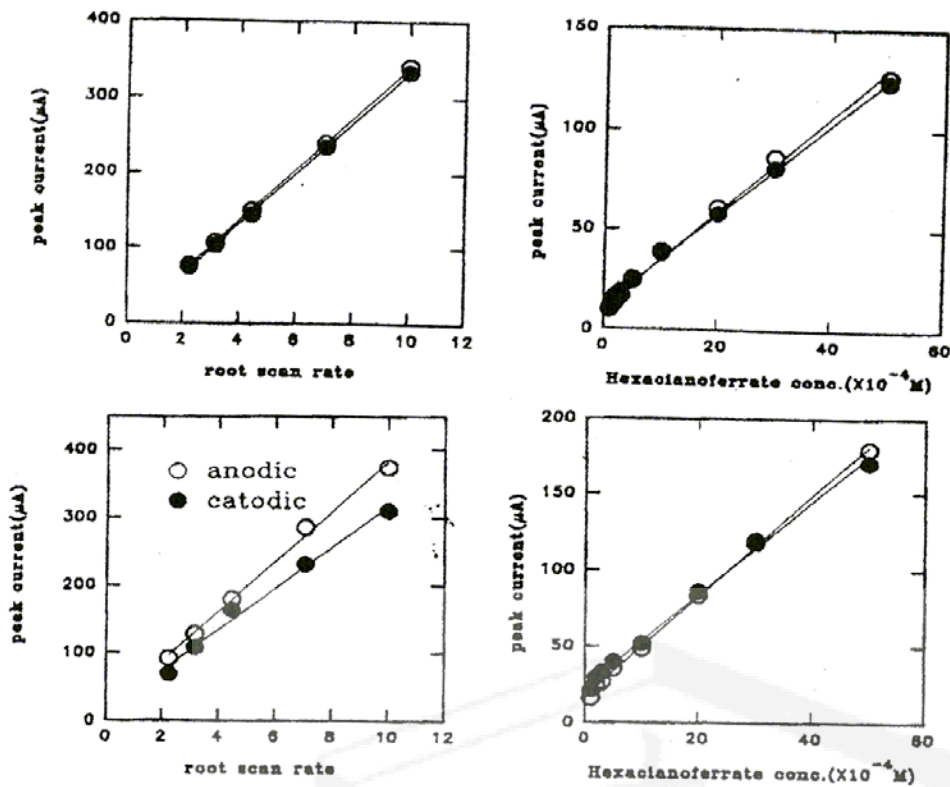 400
300
200
100
0
peak current(μA)
0 2 4 6 8 10 12
root scan rate
150
100
50
0
peak current(μA)
0 20 40 60
Hexacianoferrate conc.(X10⁻⁴M)
400
300
200
100
0
peak current(μA)
anodic
catodic
0 2 4 6 8 10 12
root scan rate
200
150
100
50
0
peak current(μA)
0 20 40 60
Hexacianoferrate conc.(X10⁻⁴M)